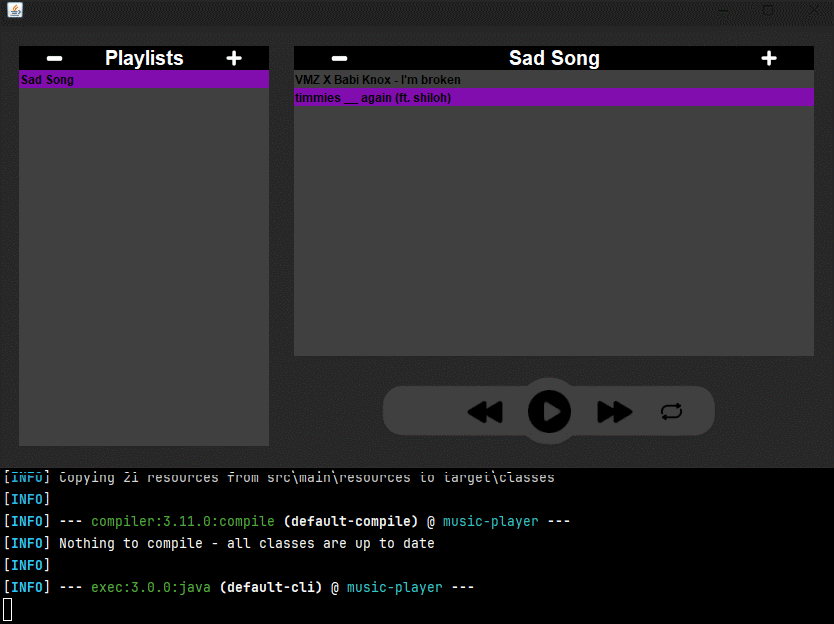 Playlists
Sad Song
Sad Song
VMZ X Babi Knox - I'm broken
timmies __ again (ft. shiloh)
[INFO] Copying 21 resources from src\main\resources to target\classes
[INFO]
[INFO] --- compiler:3.11.0:compile (default-compile) @ music-player ---
[INFO] Nothing to compile - all classes are up to date
[INFO]
[INFO] --- exec:3.0.0:java (default-cli) @ music-player ---